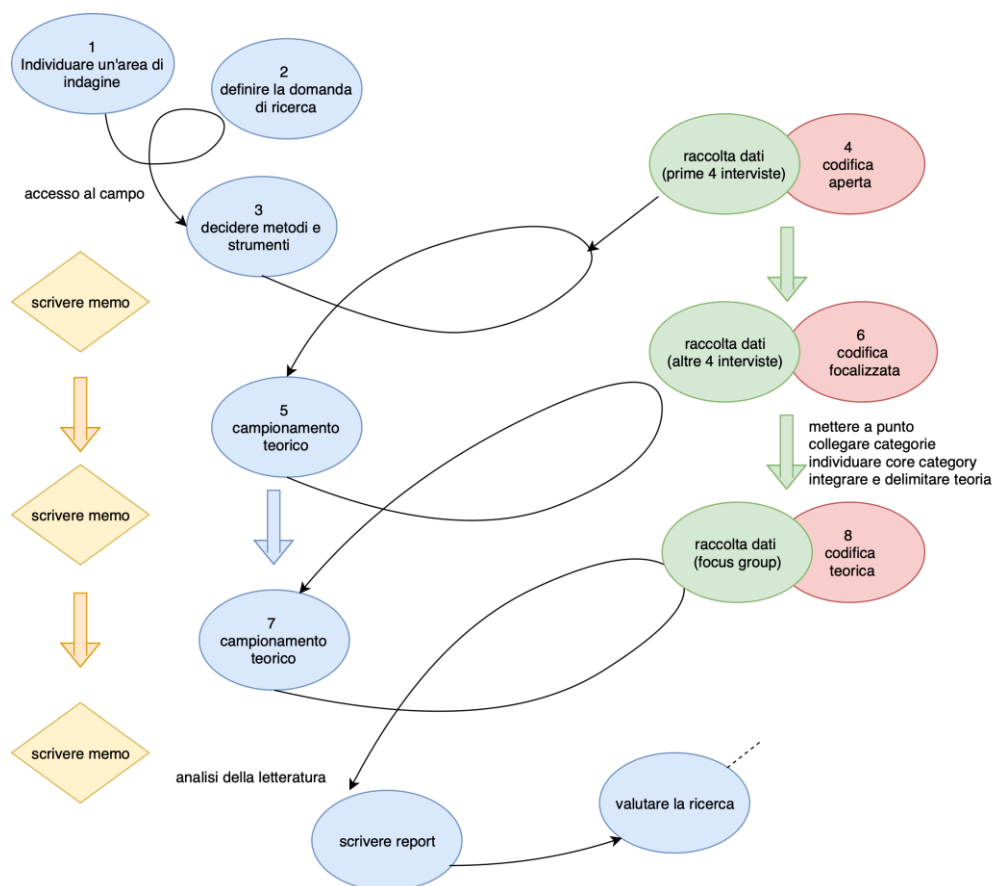 1
Individuare un'area di
indagine
2
definire la domanda
di ricerca
accesso al campo
3
decidere metodi e
strumenti
raccolta dati
(prime 4 interviste)
4
codifica
aperta
scrivere memo
raccolta dati
(altre 4 interviste)
6
codifica
focalizzata
5
campionamento
teorico
mettere a punto
collegare categorie
individuare core category
integrare e delimitare teoria
scrivere memo
raccolta dati
(focus group)
8
codifica
teorica
7
campionamento
teorico
scrivere memo
analisi della letteratura
scrivere report
valutare la ricerca